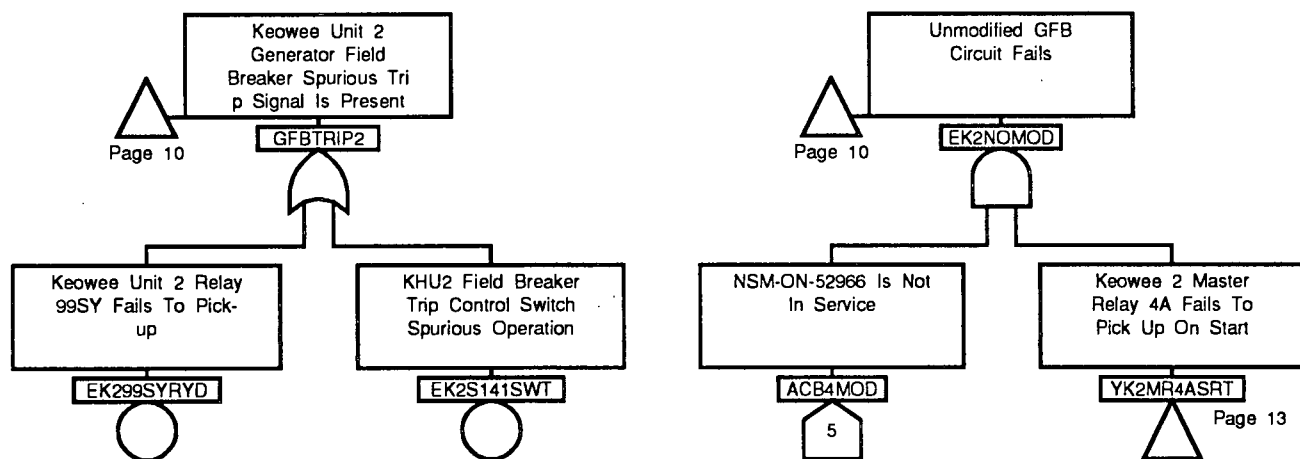 Keowee Unit 2
Generator Field
Breaker Spurious Tri
p Signal Is Present
Page 10
GFBTRIP2
Keowee Unit 2 Relay
99SY Fails To Pick-
up
EK299SYRYD
KHU2 Field Breaker
Trip Control Switch
Spurious Operation
EK2S141SWT
Unmodified GFB
Circuit Fails
Page 10
EK2NOMOD
NSM-ON-52966 Is Not
In Service
ACB4MOD
5
Keowee 2 Master
Relay 4A Fails To
Pick Up On Start
YK2MR4ASRT
Page 13